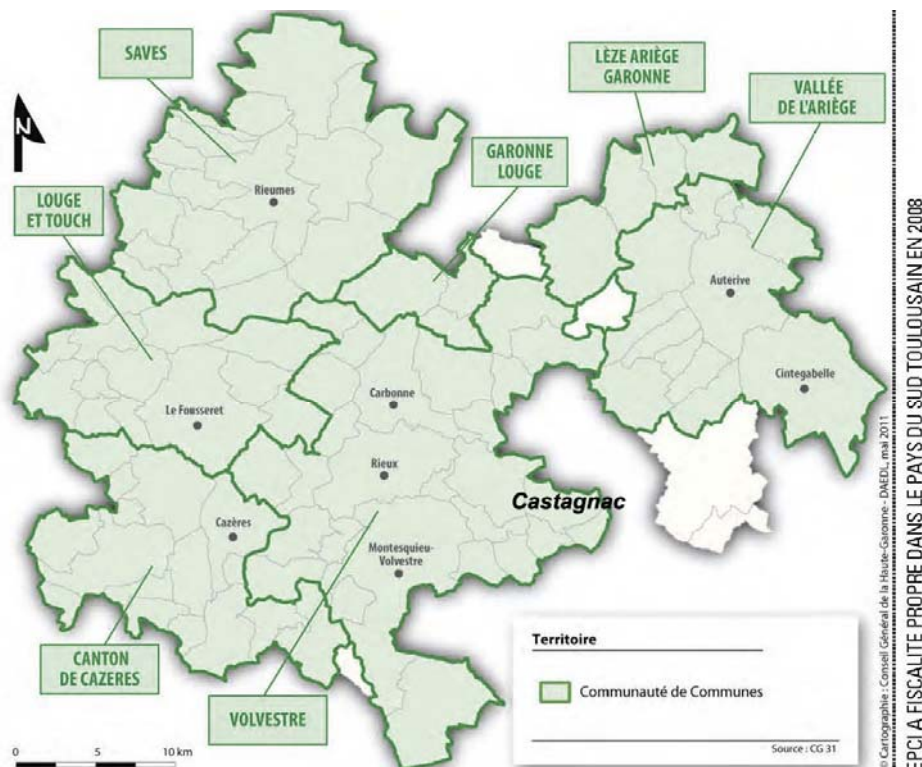 SAVES
LÈZE ARIÈGE
GARONNE
VALLÉE
DE L'ARIÈGE
N
GARONNE
LOUGE
LOUGE
ET TOUCH
Rieumes
Auterive
Cintegabelle
Carbonne
Le Fousseret
Rieux
Castagnac
Cazères
Montesquieu-
Volvestre
CANTON
DE CAZERES
VOLVESTRE
Territoire
Communauté de Communes
Source : CG 31
0 5 10 km
© Cartographie : Conseil Général de la Haute-Garonne - DAEDL, mai 2011
EPCI A FISCALITE PROPRE DANS LE PAYS DU SUD TOULOUSAIN EN 2008